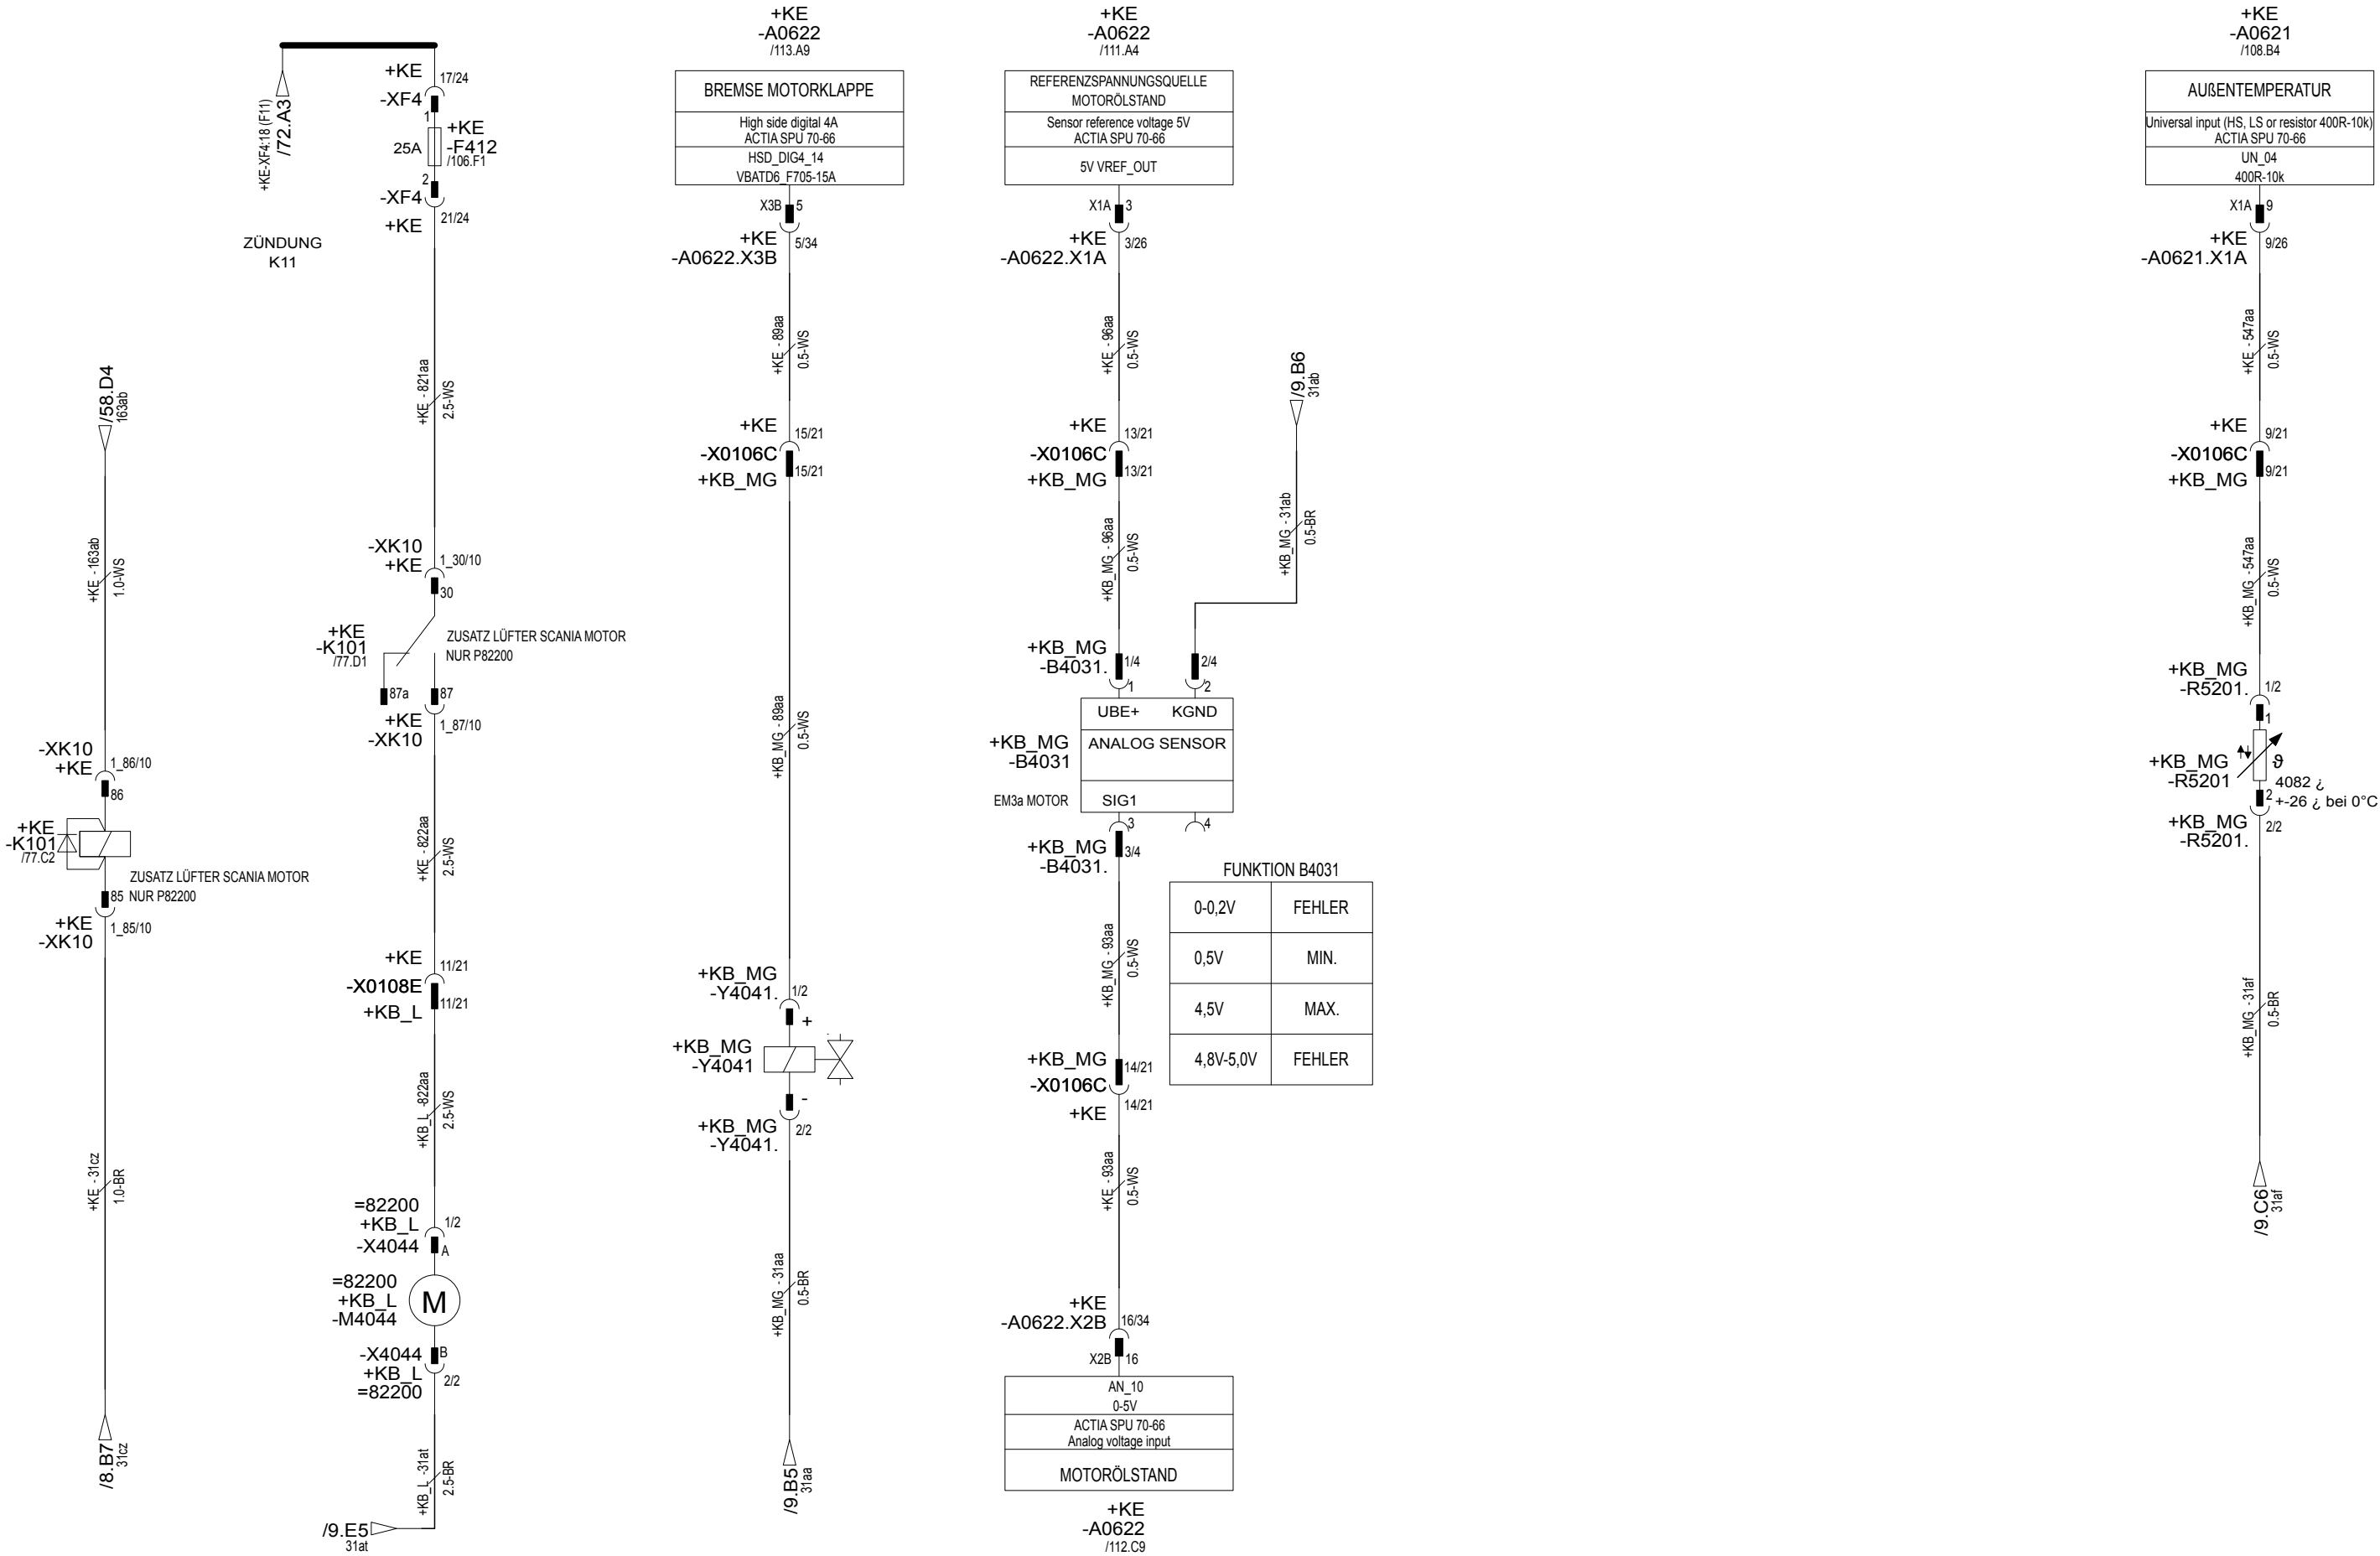 /58.D4
163ab
+KE - 163ab
1.0-WS
-XK10
+KE
1_86/10
86
+KE
-K101
/77.C2
ZUSATZ LÜFTER SCANIA MOTOR
85 NUR P82200
+KE
-XK10
1_85/10
+KE - 31cz
1.0-BR
/8.B7
31cz
+KE-XF4:18 (F11)
/72.A3
ZÜNDUNG
K11
+KE
17/24
-XF4
1
25A
+KE
-F412
/106.F1
2
-XF4
+KE
21/24
+KE - 821aa
2.5-WS
-XK10
+KE
1_30/10
30
+KE
-K101
/77.D1
ZUSATZ LÜFTER SCANIA MOTOR
NUR P82200
87a
87
+KE
-XK10
1_87/10
+KE - 822aa
2.5-WS
+KE
11/21
-X0108E
11/21
+KB_L
+KB_L -822aa
2.5-WS
=82200
+KB_L
1/2
-X4044
A
=82200
+KB_L
-M4044
M
-X4044
B
+KB_L
2/2
=82200
+KB_L -31at
2.5-BR
/9.E5
31at
+KE
-A0622
/113.A9
BREMSE MOTORKLAPPE
High side digital 4A
ACTIA SPU 70-66
HSD_DIG4_14
VBATD6_F705-15A
X3B
5
+KE
5/34
-A0622.X3B
+KE - 89aa
0.5-WS
+KE
15/21
-X0106C
15/21
+KB_MG
+KB_MG - 89aa
0.5-WS
+KB_MG
-Y4041.
1/2
+
+KB_MG
-Y4041
-
+KB_MG
2/2
-Y4041.
+KB_MG - 31aa
0.5-BR
/9.B5
31aa
+KE
-A0622
/111.A4
REFERENZSPANNUNGSQUELLE
MOTORÖLSTAND
Sensor reference voltage 5V
ACTIA SPU 70-66
5V VREF_OUT
X1A
3
+KE
3/26
-A0622.X1A
+KE - 96aa
0.5-WS
+KE
13/21
-X0106C
13/21
+KB_MG
+KB_MG - 96aa
0.5-WS
/9.B6
31ab
+KB_MG - 31ab
0.5-BR
+KB_MG
-B4031.
1/4
1
2/4
2
UBE+
KGND
ANALOG SENSOR
+KB_MG
-B4031
EM3a MOTOR
SIG1
3
4
+KB_MG
-B4031.
3/4
FUNKTION B4031
0-0,2V FEHLER
0,5V MIN.
4,5V MAX.
4,8V-5,0V FEHLER
+KB_MG - 93aa
0.5-WS
+KB_MG
14/21
-X0106C
+KE
14/21
+KE - 93aa
0.5-WS
+KE
-A0622.X2B
16/34
X2B
16
AN_10
0-5V
ACTIA SPU 70-66
Analog voltage input
MOTORÖLSTAND
+KE
-A0622
/112.C9
+KE
-A0621
/108.B4
AUßENTEMPERATUR
Universal input (HS, LS or resistor 400R-10k)
ACTIA SPU 70-66
UN_04
400R-10k
X1A
9
+KE
9/26
-A0621.X1A
+KE - 547aa
0.5-WS
+KE
9/21
-X0106C
9/21
+KB_MG
+KB_MG - 547aa
0.5-WS
+KB_MG
-R5201.
1/2
1
+KB_MG
-R5201
ϑ
4082 ¿
2
+-26 ¿ bei 0°C
+KB_MG
2/2
-R5201.
+KB_MG - 31af
0.5-BR
/9.C6
31af